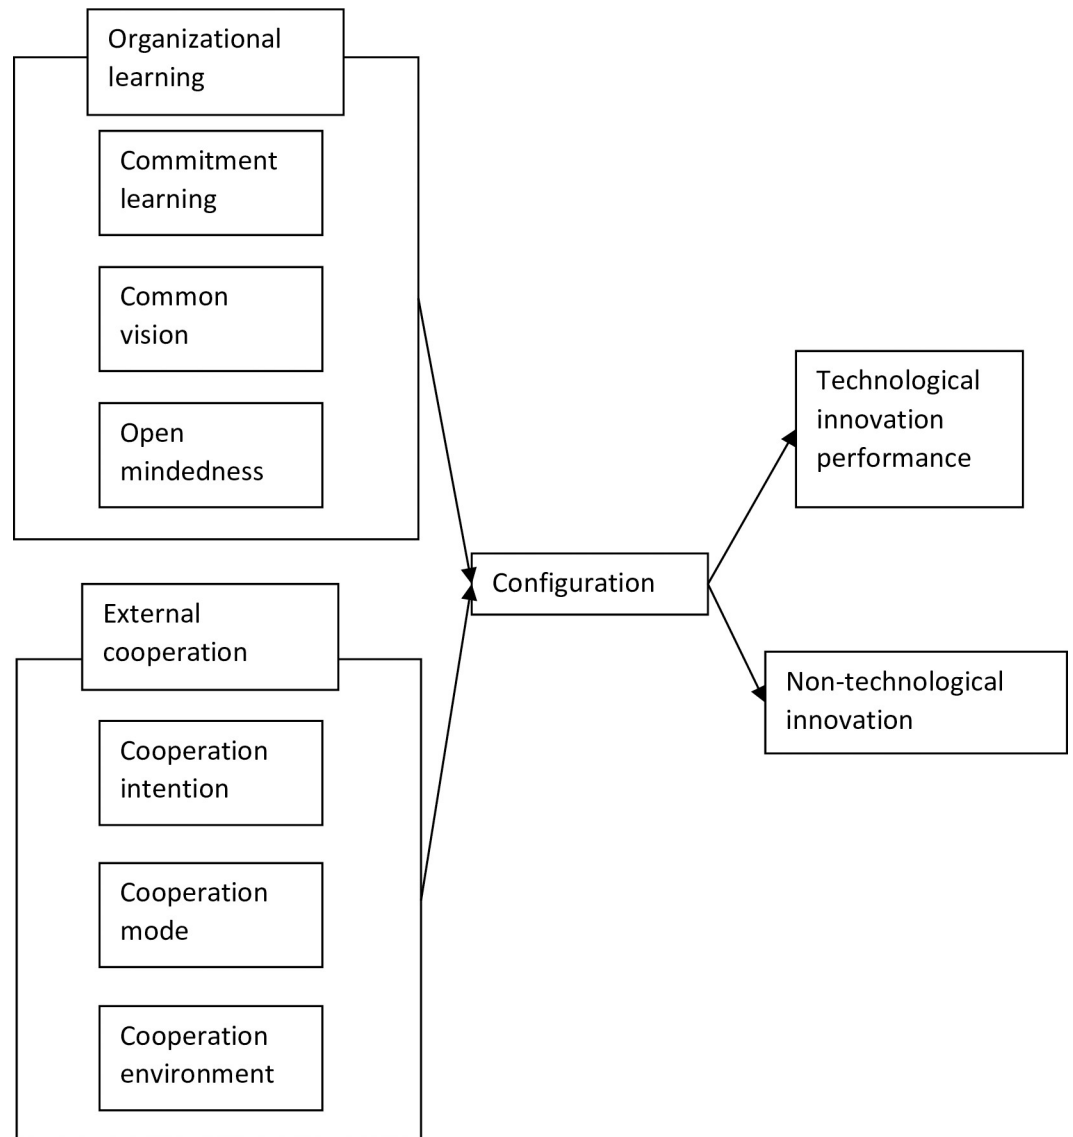 Organizational
learning
Commitment
learning
Common
vision
Open
mindedness
External
cooperation
Cooperation
intention
Cooperation
mode
Cooperation
environment
Configuration
Technological
innovation
performance
Non-technological
innovation